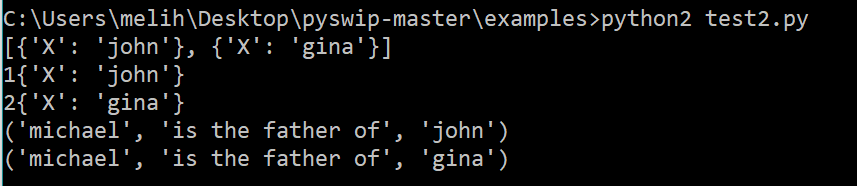 C:\Users\melih\Desktop\pyswip-master\examples>python2 test2.py
[{'X': 'john'}, {'X': 'gina'}]
1{'X': 'john'}
2{'X': 'gina'}
('michael', 'is the father of', 'john')
('michael', 'is the father of', 'gina')